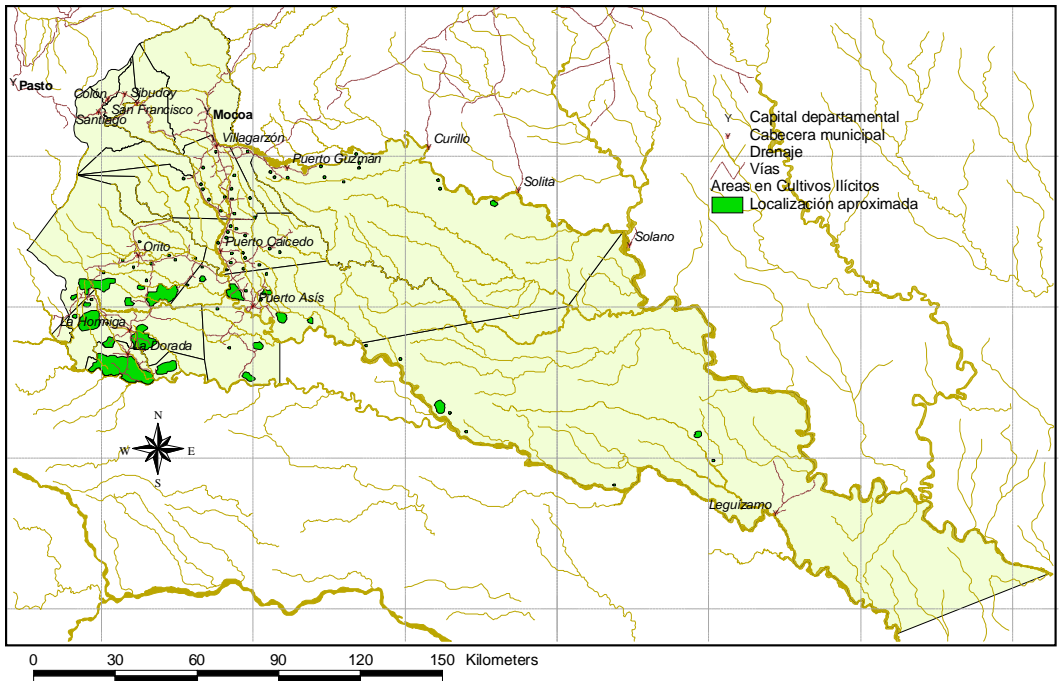 Pasto
Colón
Sibudoy
San Francisco
Santiago
Mocoa
Villagarzón
Puerto Guzmán
Curillo
Solita
Solano
Orito
Puerto Caicedo
Puerto Asís
La Hormiga
La Dorada
Leguízamo
Capital departamental
Cabecera municipal
Drenaje
Vías
Areas en Cultivos Ilícitos
Localización aproximada
N
W E
S
0 30 60 90 120 150 Kilometers